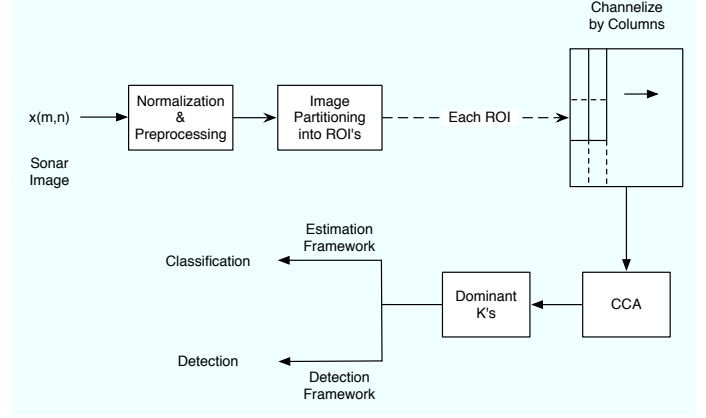 Channelize
by Columns
x(m,n)
Normalization
&
Preprocessing
Image
Partitioning
into ROI's
Each ROI
Sonar
Image
Estimation
Framework
Classification
Dominant
K's
CCA
Detection
Detection
Framework